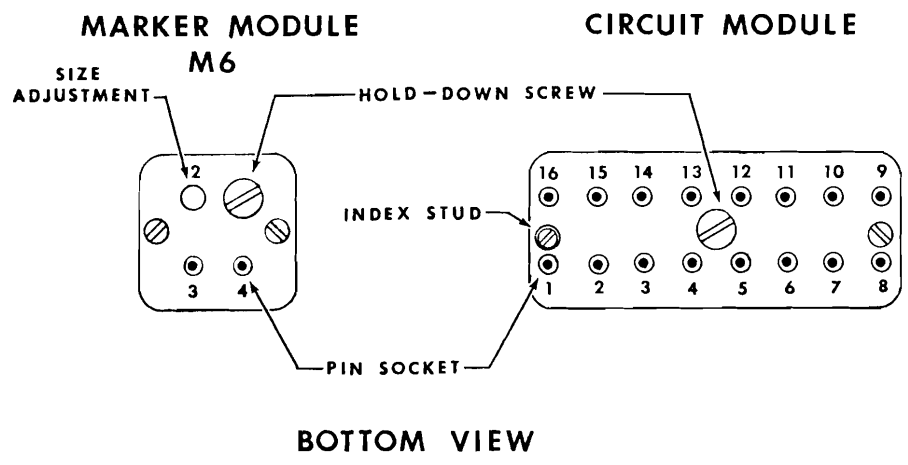 MARKER MODULE
M6
CIRCUIT MODULE
SIZE
ADJUSTMENT
HOLD-DOWN SCREW
2
16 15 14 13 12 11 10 9
INDEX STUD
3 4
1 2 3 4 5 6 7 8
PIN SOCKET
BOTTOM VIEW